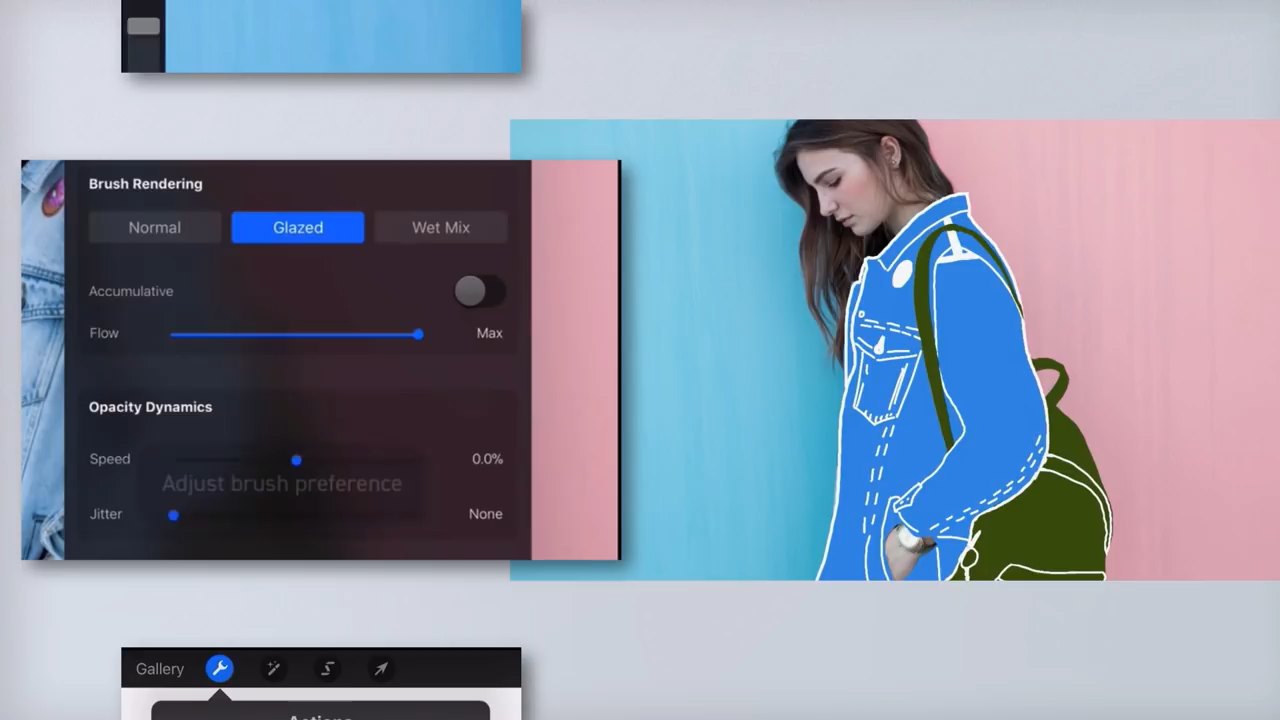 Brush Rendering
Normal Glazed Wet Mix
Accumulative
Flow Max
Opacity Dynamics
Speed 0.0%
Adjust brush preference
Jitter None
Gallery
Actions